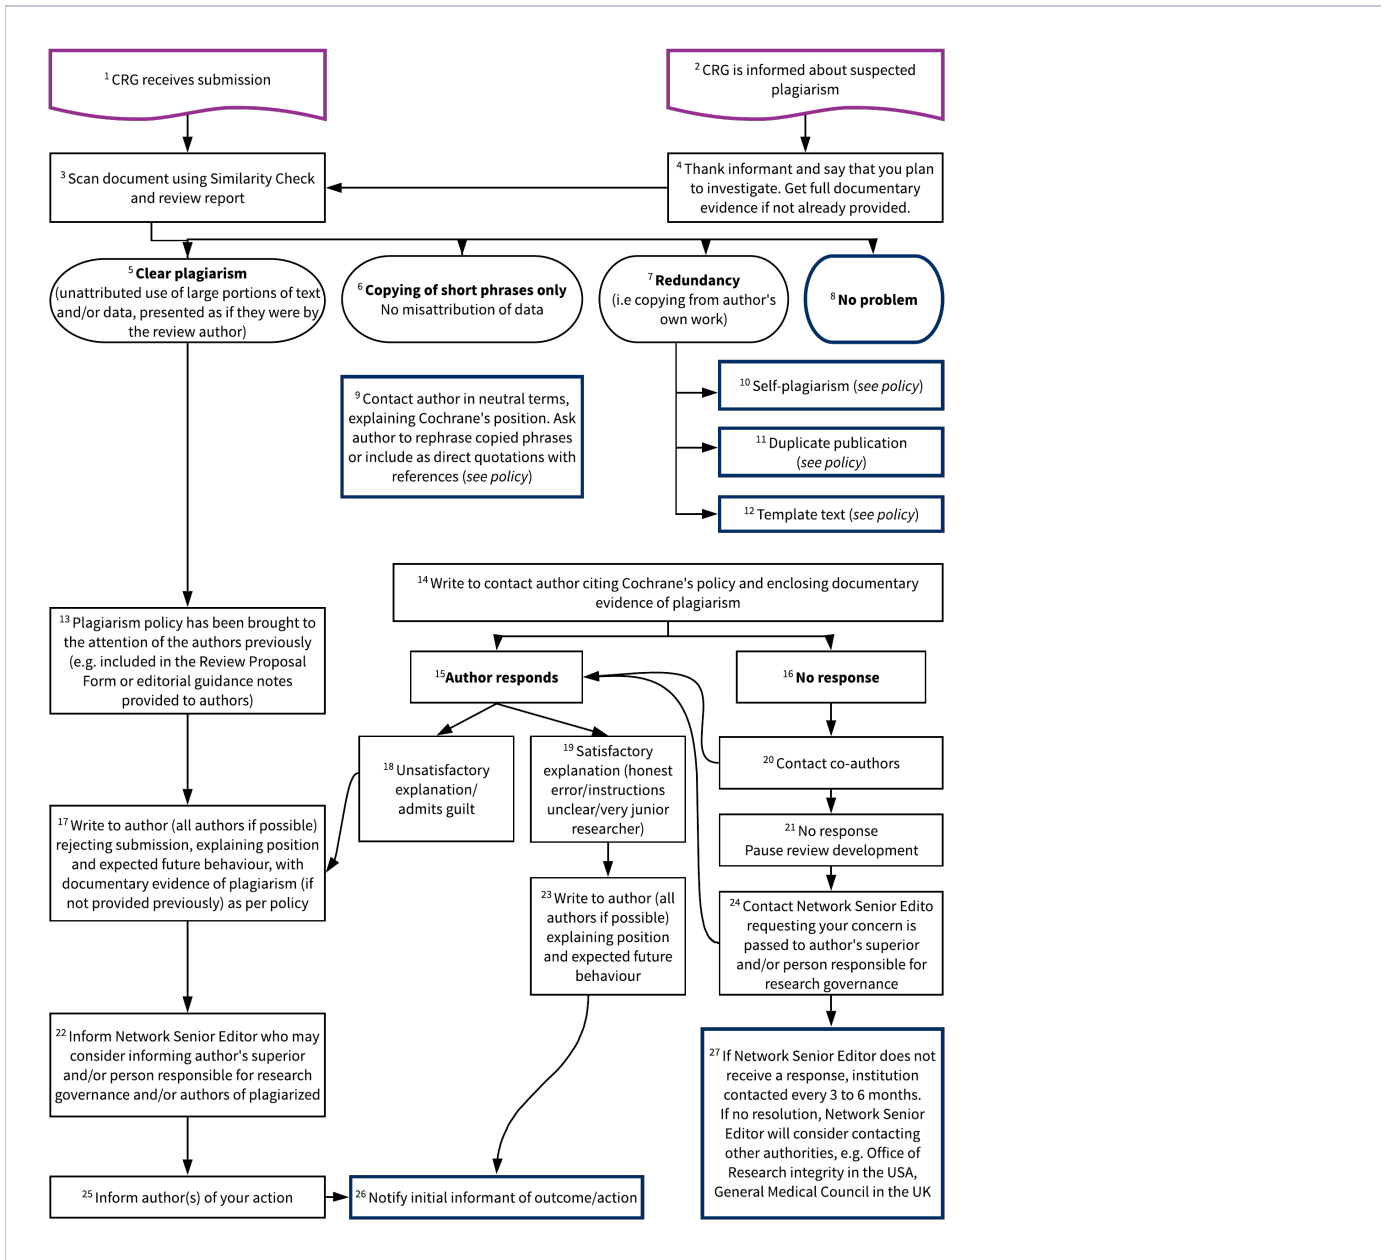 1 CRG receives submission
2 CRG is informed about suspected
plagiarism
3 Scan document using Similarity Check
and review report
4 Thank informant and say that you plan
to investigate. Get full documentary
evidence if not already provided.
5 Clear plagiarism
(unattributed use of large portions of text
and/or data, presented as if they were by
the review author)
6 Copying of short phrases only
No misattribution of data
7 Redundancy
(i.e copying from author's
own work)
8 No problem
9 Contact author in neutral terms,
explaining Cochrane's position. Ask
author to rephrase copied phrases
or include as direct quotations with
references (see policy)
10 Self-plagiarism (see policy)
11 Duplicate publication
(see policy)
12 Template text (see policy)
13 Plagiarism policy has been brought to
the attention of the authors previously
(e.g. included in the Review Proposal
Form or editorial guidance notes
provided to authors)
14 Write to contact author citing Cochrane's policy and enclosing documentary
evidence of plagiarism
15 Author responds
16 No response
17 Write to author (all authors if possible)
rejecting submission, explaining position
and expected future behaviour, with
documentary evidence of plagiarism (if
not provided previously) as per policy
18 Unsatisfactory
explanation/
admits guilt
19 Satisfactory
explanation (honest
error/instructions
unclear/very junior
researcher)
20 Contact co-authors
21 No response
Pause review development
22 Inform Network Senior Editor who may
consider informing author's superior
and/or person responsible for research
governance and/or authors of plagiarized
23 Write to author (all
authors if possible)
explaining position
and expected future
behaviour
24 Contact Network Senior Edito
requesting your concern is
passed to author's superior
and/or person responsible for
research governance
25 Inform author(s) of your action
26 Notify initial informant of outcome/action
27 If Network Senior Editor does not
receive a response, institution
contacted every 3 to 6 months.
If no resolution, Network Senior
Editor will consider contacting
other authorities, e.g. Office of
Research integrity in the USA,
General Medical Council in the UK